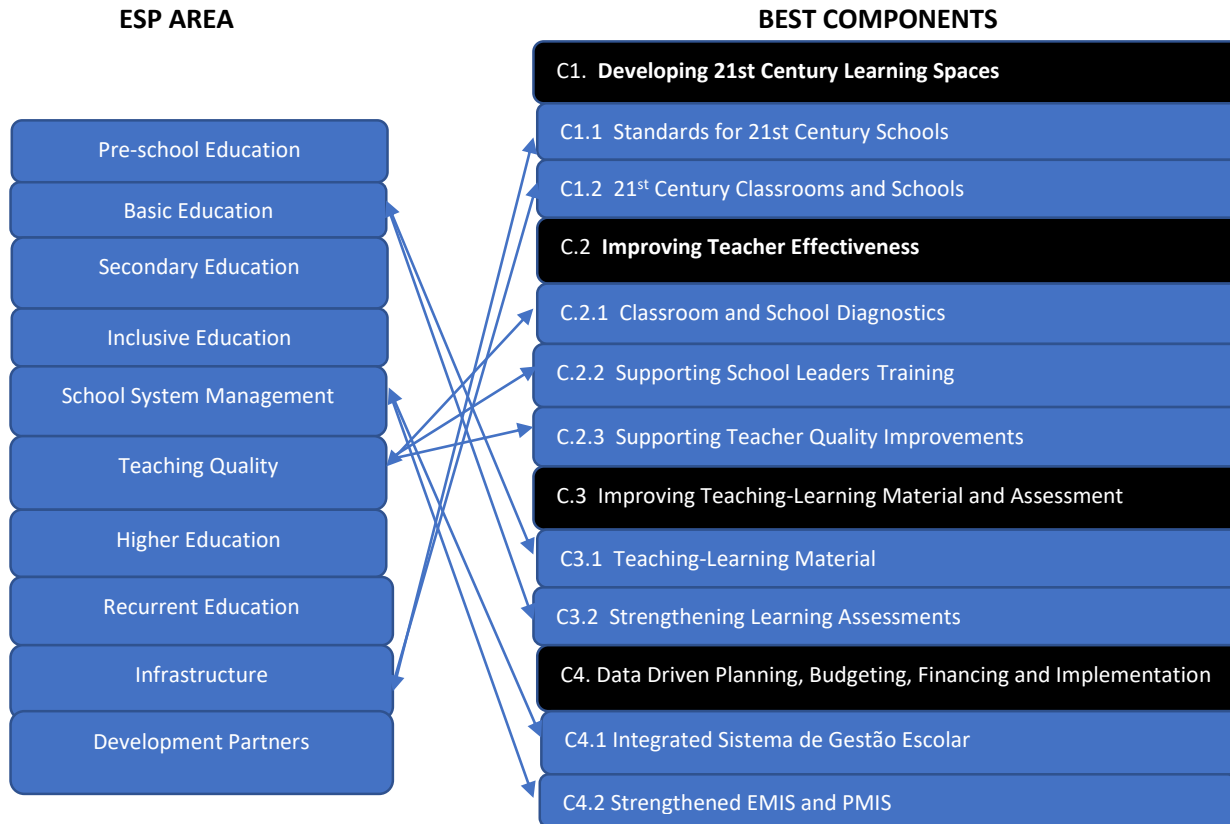 ESP AREA
BEST COMPONENTS
Pre-school Education
Basic Education
Secondary Education
Inclusive Education
School System Management
Teaching Quality
Higher Education
Recurrent Education
Infrastructure
Development Partners
C1. Developing 21st Century Learning Spaces
C1.1 Standards for 21st Century Schools
C1.2 21st Century Classrooms and Schools
C.2 Improving Teacher Effectiveness
C.2.1 Classroom and School Diagnostics
C.2.2 Supporting School Leaders Training
C.2.3 Supporting Teacher Quality Improvements
C.3 Improving Teaching-Learning Material and Assessment
C3.1 Teaching-Learning Material
C3.2 Strengthening Learning Assessments
C4. Data Driven Planning, Budgeting, Financing and Implementation
C4.1 Integrated Sistema de Gestão Escolar
C4.2 Strengthened EMIS and PMIS